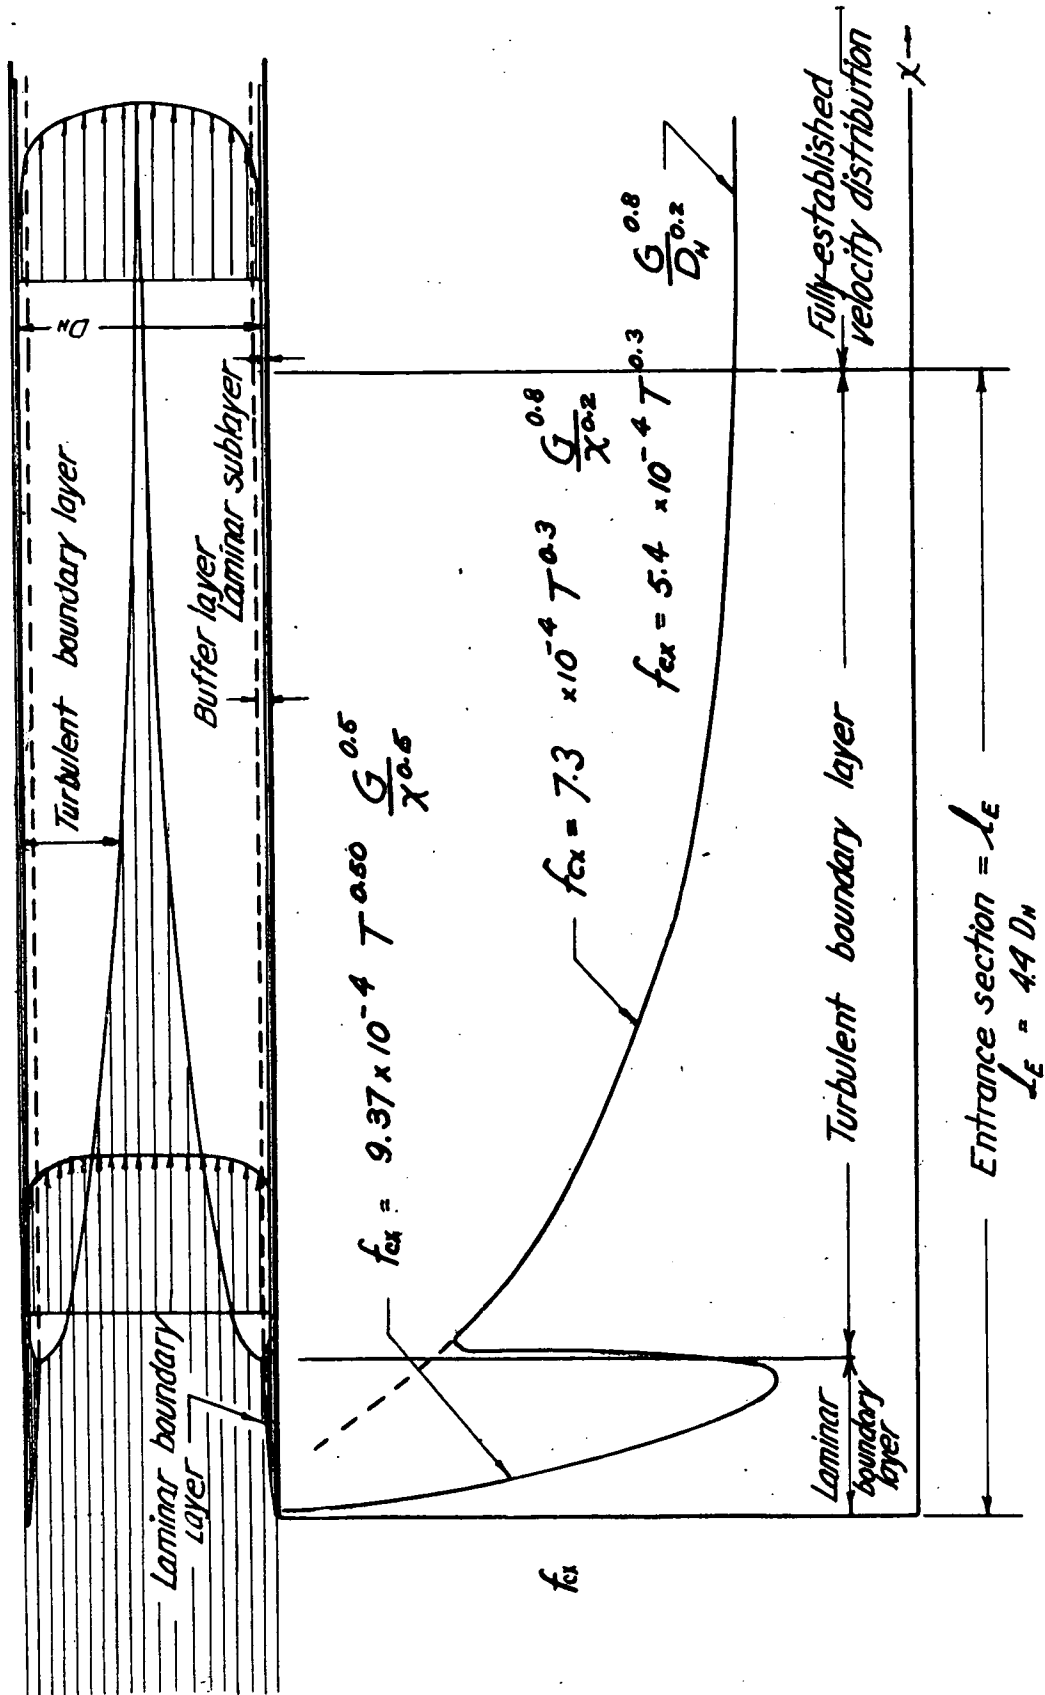 Turbulent boundary layer
D_H
Buffer layer
Laminar sublayer
Laminar boundary
Layer
f_cx = 9.37 x 10^-4 T^0.50 G^0.5/x^0.5
f_cx = 7.3 x10^-4 T^0.3 G^0.8/x^0.2
f_cx = 5.4 x10^-4 T^0.3 G^0.8/D_H^0.2
f_cx
Laminar
boundary
layer
Turbulent boundary layer
Fully-established
velocity distribution
x→
Entrance section = ℓ_E
ℓ_E = 4.4 D_H